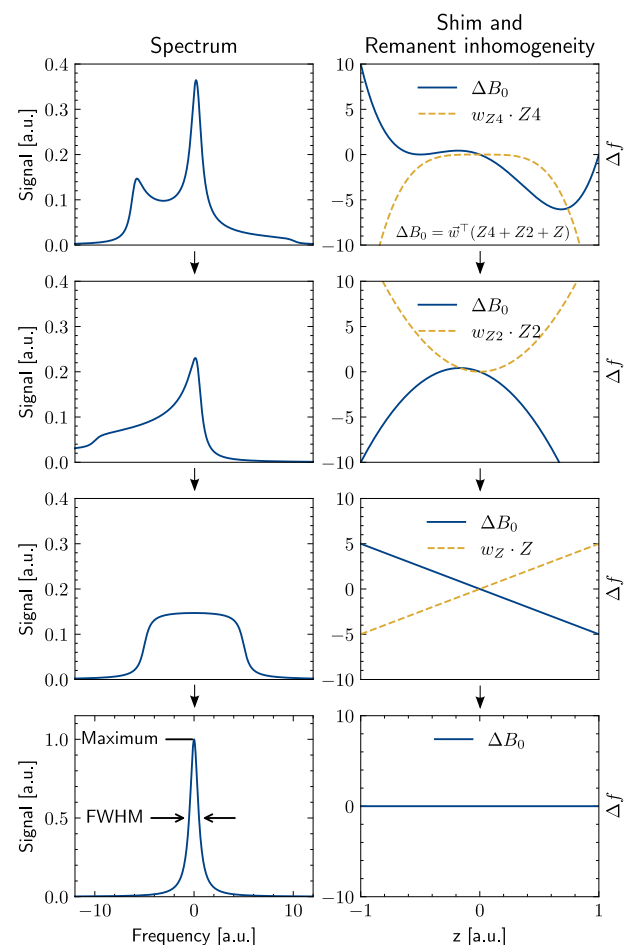 Spectrum
Shim and
Remanent inhomogeneity
0.4
0.3
0.2
0.1
0.0
Signal [a.u.]
10
5
0
−5
−10
Δf
ΔB₀
w_{Z4} · Z4
ΔB₀ = w⃗ᵀ(Z4 + Z2 + Z)
0.4
0.3
0.2
0.1
0.0
Signal [a.u.]
10
5
0
−5
−10
Δf
ΔB₀
w_{Z2} · Z2
0.4
0.3
0.2
0.1
0.0
Signal [a.u.]
10
5
0
−5
−10
Δf
ΔB₀
w_Z · Z
1.0
0.5
0.0
Signal [a.u.]
Maximum
FWHM
−10
0
10
Frequency [a.u.]
10
5
0
−5
−10
Δf
ΔB₀
−1
0
1
z [a.u.]